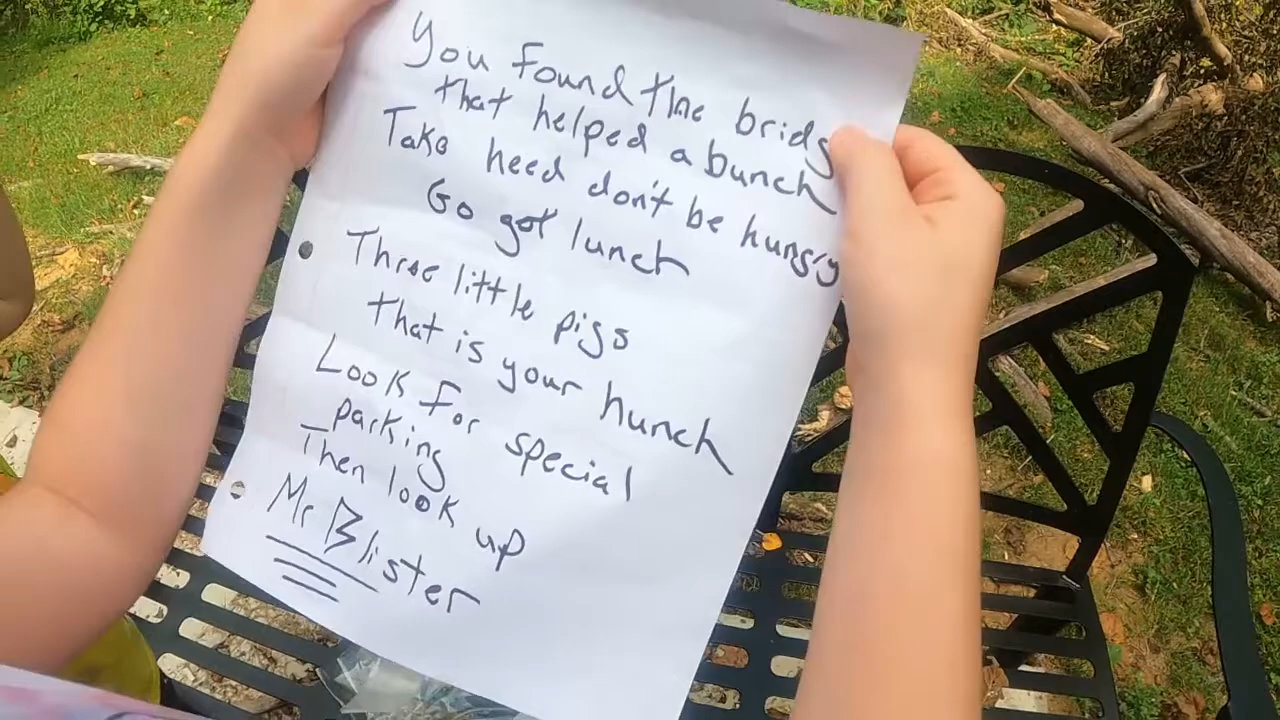 You found the bridg
that helped a bunch
Take heed don't be hungry
Go get lunch
Three little pigs
that is your hunch
Look for special
parking
Then look up
Mr Blister